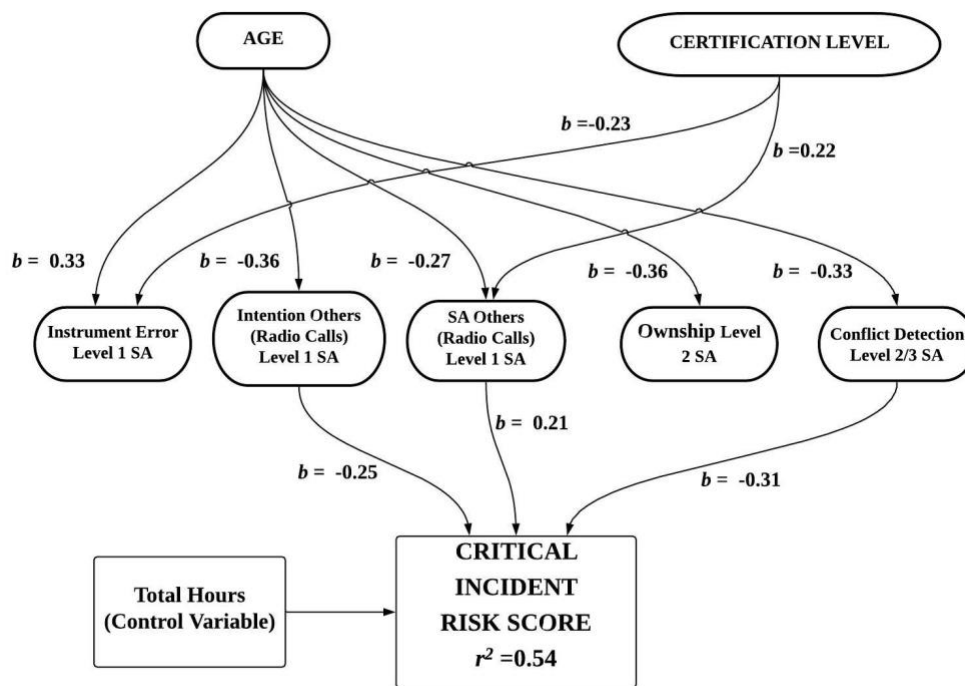 AGE
CERTIFICATION LEVEL
b =-0.23
b =0.22
b = 0.33
b = -0.36
b = -0.27
b = -0.36
b = -0.33
Instrument Error
Level 1 SA
Intention Others
(Radio Calls)
Level 1 SA
SA Others
(Radio Calls)
Level 1 SA
Ownship Level
2 SA
Conflict Detection
Level 2/3 SA
b = -0.25
b = 0.21
b = -0.31
Total Hours
(Control Variable)
CRITICAL
INCIDENT
RISK SCORE
r² =0.54